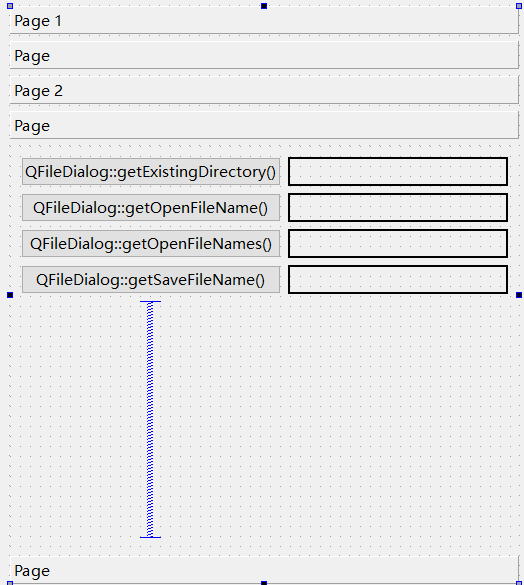 Page 1
Page
Page 2
Page
QFileDialog::getExistingDirectory()
QFileDialog::getOpenFileName()
QFileDialog::getOpenFileNames()
QFileDialog::getSaveFileName()
Page